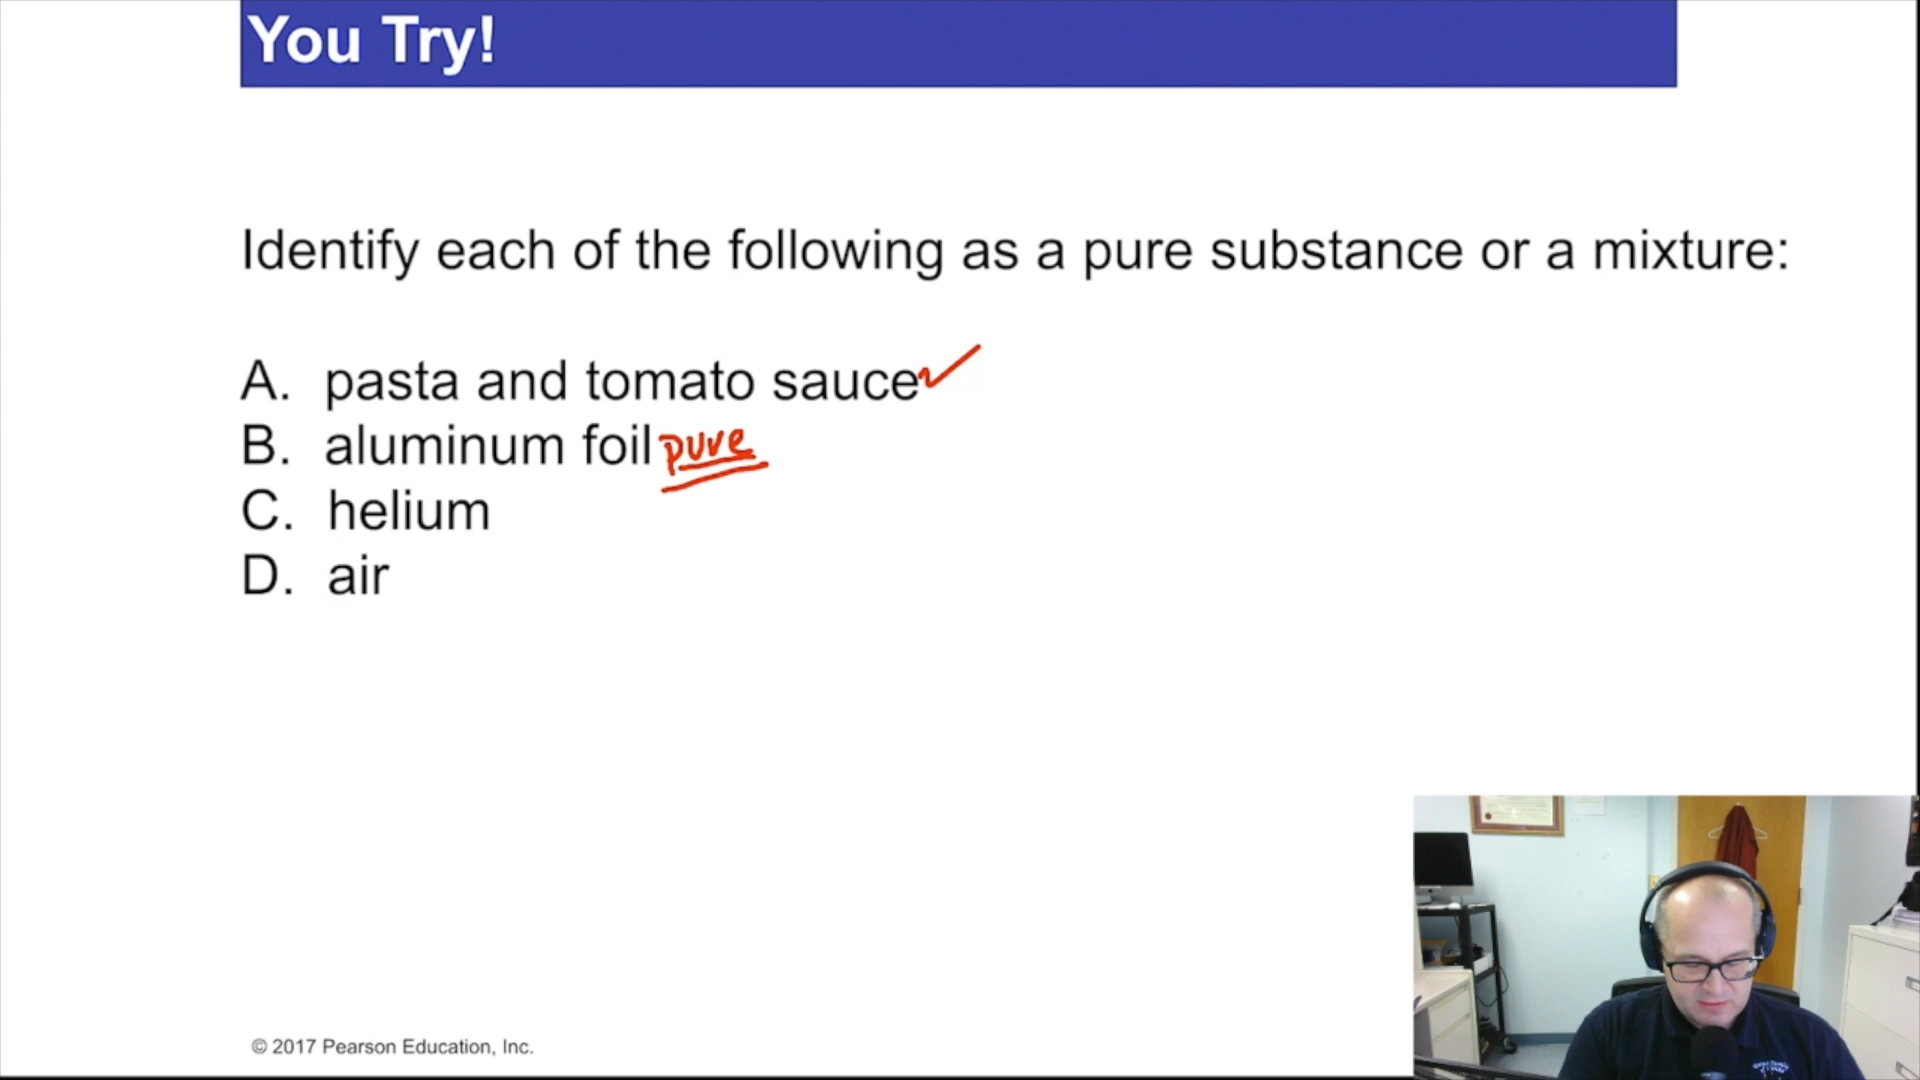 You Try!
Identify each of the following as a pure substance or a mixture:
A. pasta and tomato sauce
B. aluminum foil pure
C. helium
D. air
© 2017 Pearson Education, Inc.